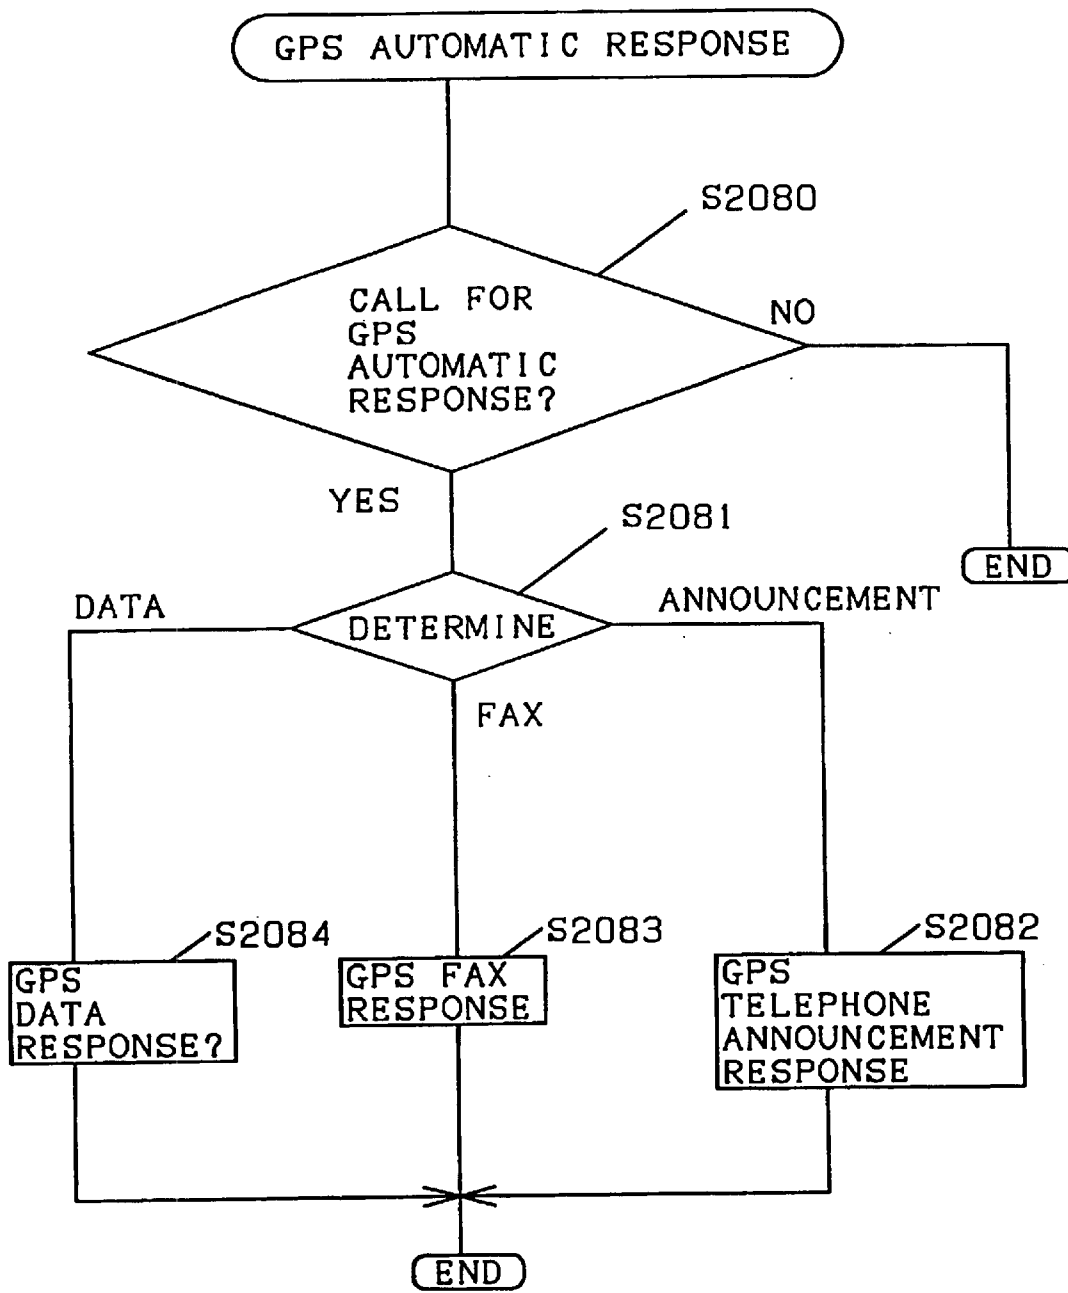 GPS AUTOMATIC RESPONSE
S2080
CALL FOR
GPS
AUTOMATIC
RESPONSE?
NO
YES
S2081
END
DATA
DETERMINE
ANNOUNCEMENT
FAX
S2084
S2083
S2082
GPS
DATA
RESPONSE?
GPS FAX
RESPONSE
GPS
TELEPHONE
ANNOUNCEMENT
RESPONSE
END